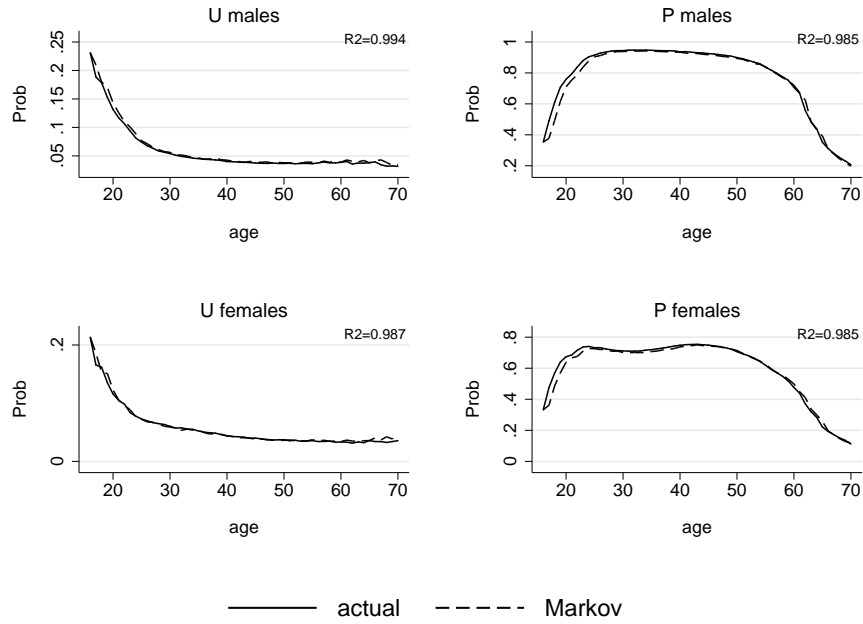 U males
R2=0.994
Prob
.25
.2
.15
.1
.05
20 30 40 50 60 70
age
P males
R2=0.985
Prob
1
.8
.6
.4
.2
20 30 40 50 60 70
age
U females
R2=0.987
Prob
.2
0
20 30 40 50 60 70
age
P females
R2=0.985
Prob
.8
.6
.4
.2
0
20 30 40 50 60 70
age
actual Markov